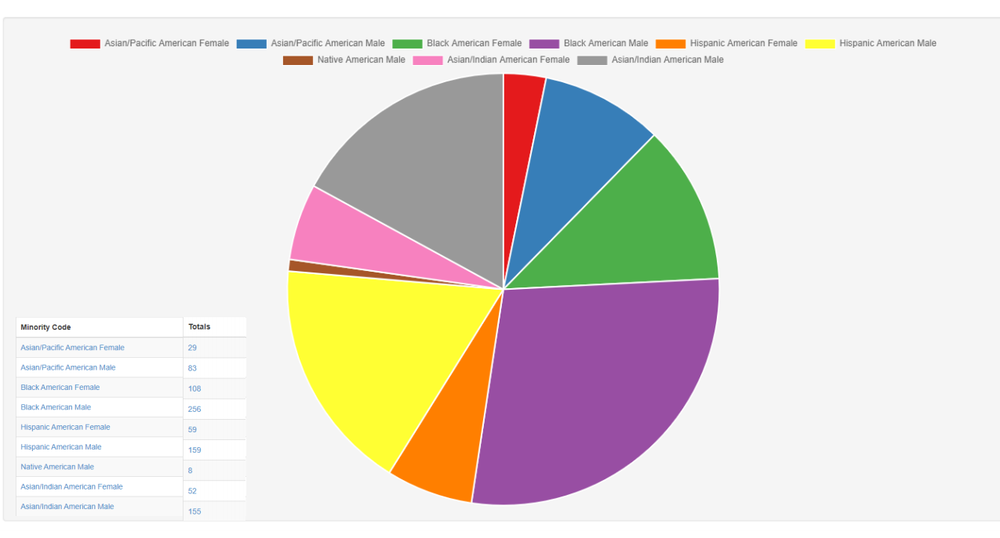 Asian/Pacific American Female Asian/Pacific American Male Black American Female Black American Male Hispanic American Female Hispanic American Male
Native American Male Asian/Indian American Female Asian/Indian American Male
Minority Code Totals
Asian/Pacific American Female 29
Asian/Pacific American Male 83
Black American Female 108
Black American Male 256
Hispanic American Female 59
Hispanic American Male 159
Native American Male 8
Asian/Indian American Female 52
Asian/Indian American Male 155